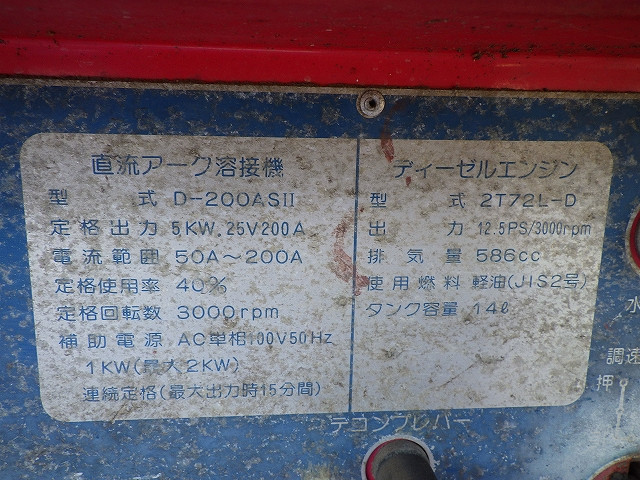 直流アーク溶接機
型式 D-200ASII
定格出力 5KW.25V200A
電流範囲 50A～200A
定格使用率 40%
定格回転数 3000rpm
補助電源 AC単相100V50Hz
1KW(最大2KW)
連続定格(最大出力時15分間)
ディーゼルエンジン
型式 2T72L-D
出力 12.5PS/3000rpm
排気量 586cc
使用燃料 軽油(JIS2号)
タンク容量 14ℓ
デコンプレバー
水
調速
押